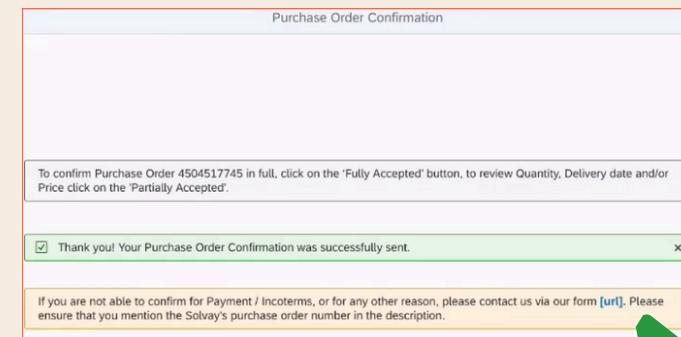 Purchase Order Confirmation
To confirm Purchase Order 4504517745 in full, click on the 'Fully Accepted' button, to review Quantity, Delivery date and/or
Price click on the 'Partially Accepted'.
Thank you! Your Purchase Order Confirmation was successfully sent.
If you are not able to confirm for Payment / Incoterms, or for any other reason, please contact us via our form [url]. Please
ensure that you mention the Solvay's purchase order number in the description.